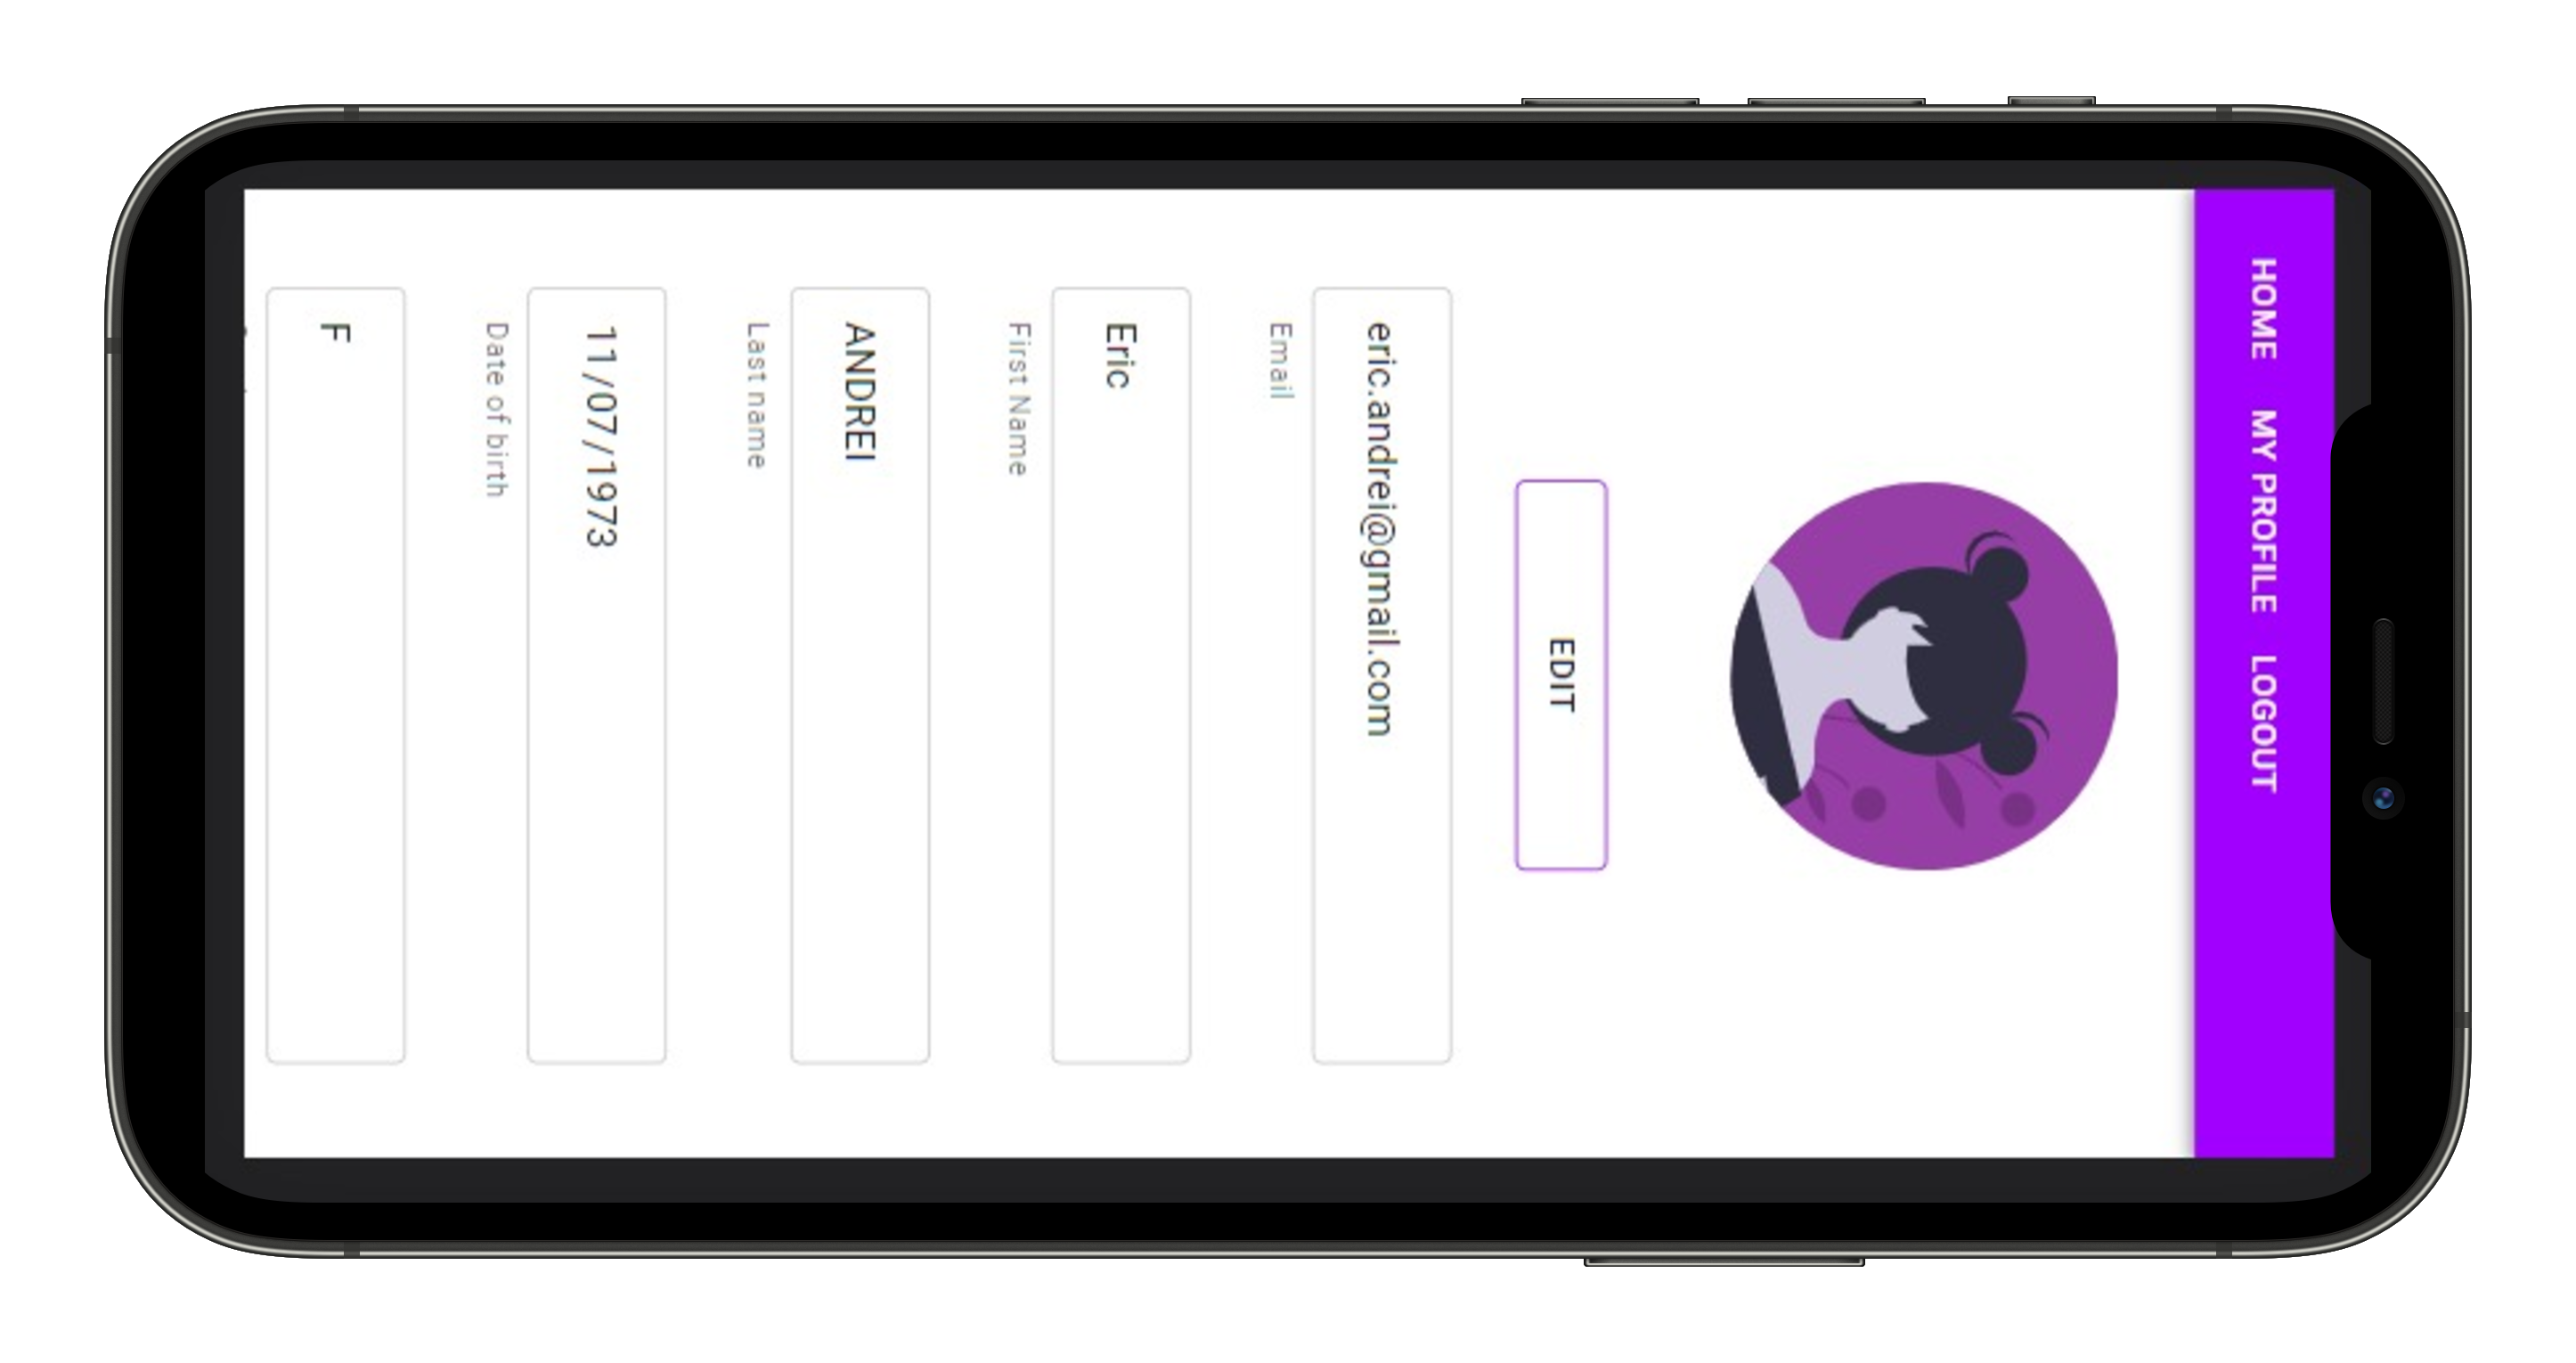 HOME MY PROFILE LOGOUT
EDIT
eric.andrei@gmail.com
Email
Eric
First Name
ANDREI
Last name
11/07/1973
Date of birth
F